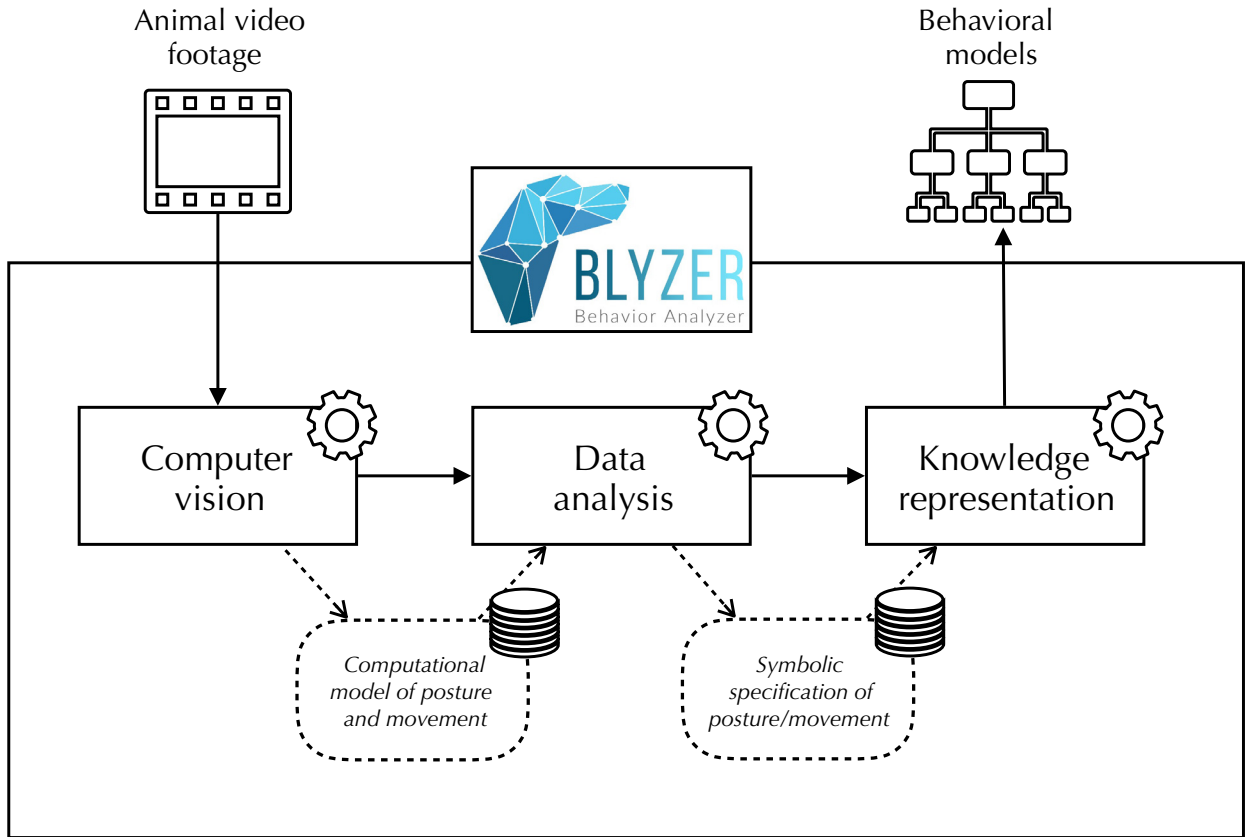 Animal video
footage
Behavioral
models
BLYZER
Behavior Analyzer
Computer
vision
Data
analysis
Knowledge
representation
Computational
model of posture
and movement
Symbolic
specification of
posture/movement